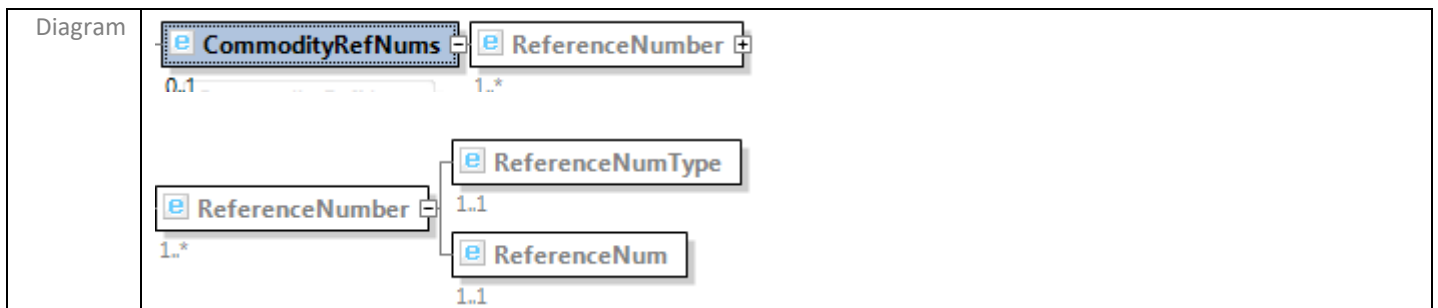 Diagram
e CommodityRefNums
e ReferenceNumber
0..1
1..*
e ReferenceNumType
1..1
e ReferenceNumber
1..*
e ReferenceNum
1..1